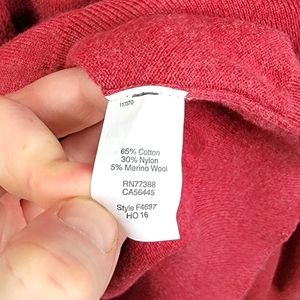 65% Cotton
30% Nylon
5% Merino Wool
RN77388
CA56445
Style F4697
HO 16